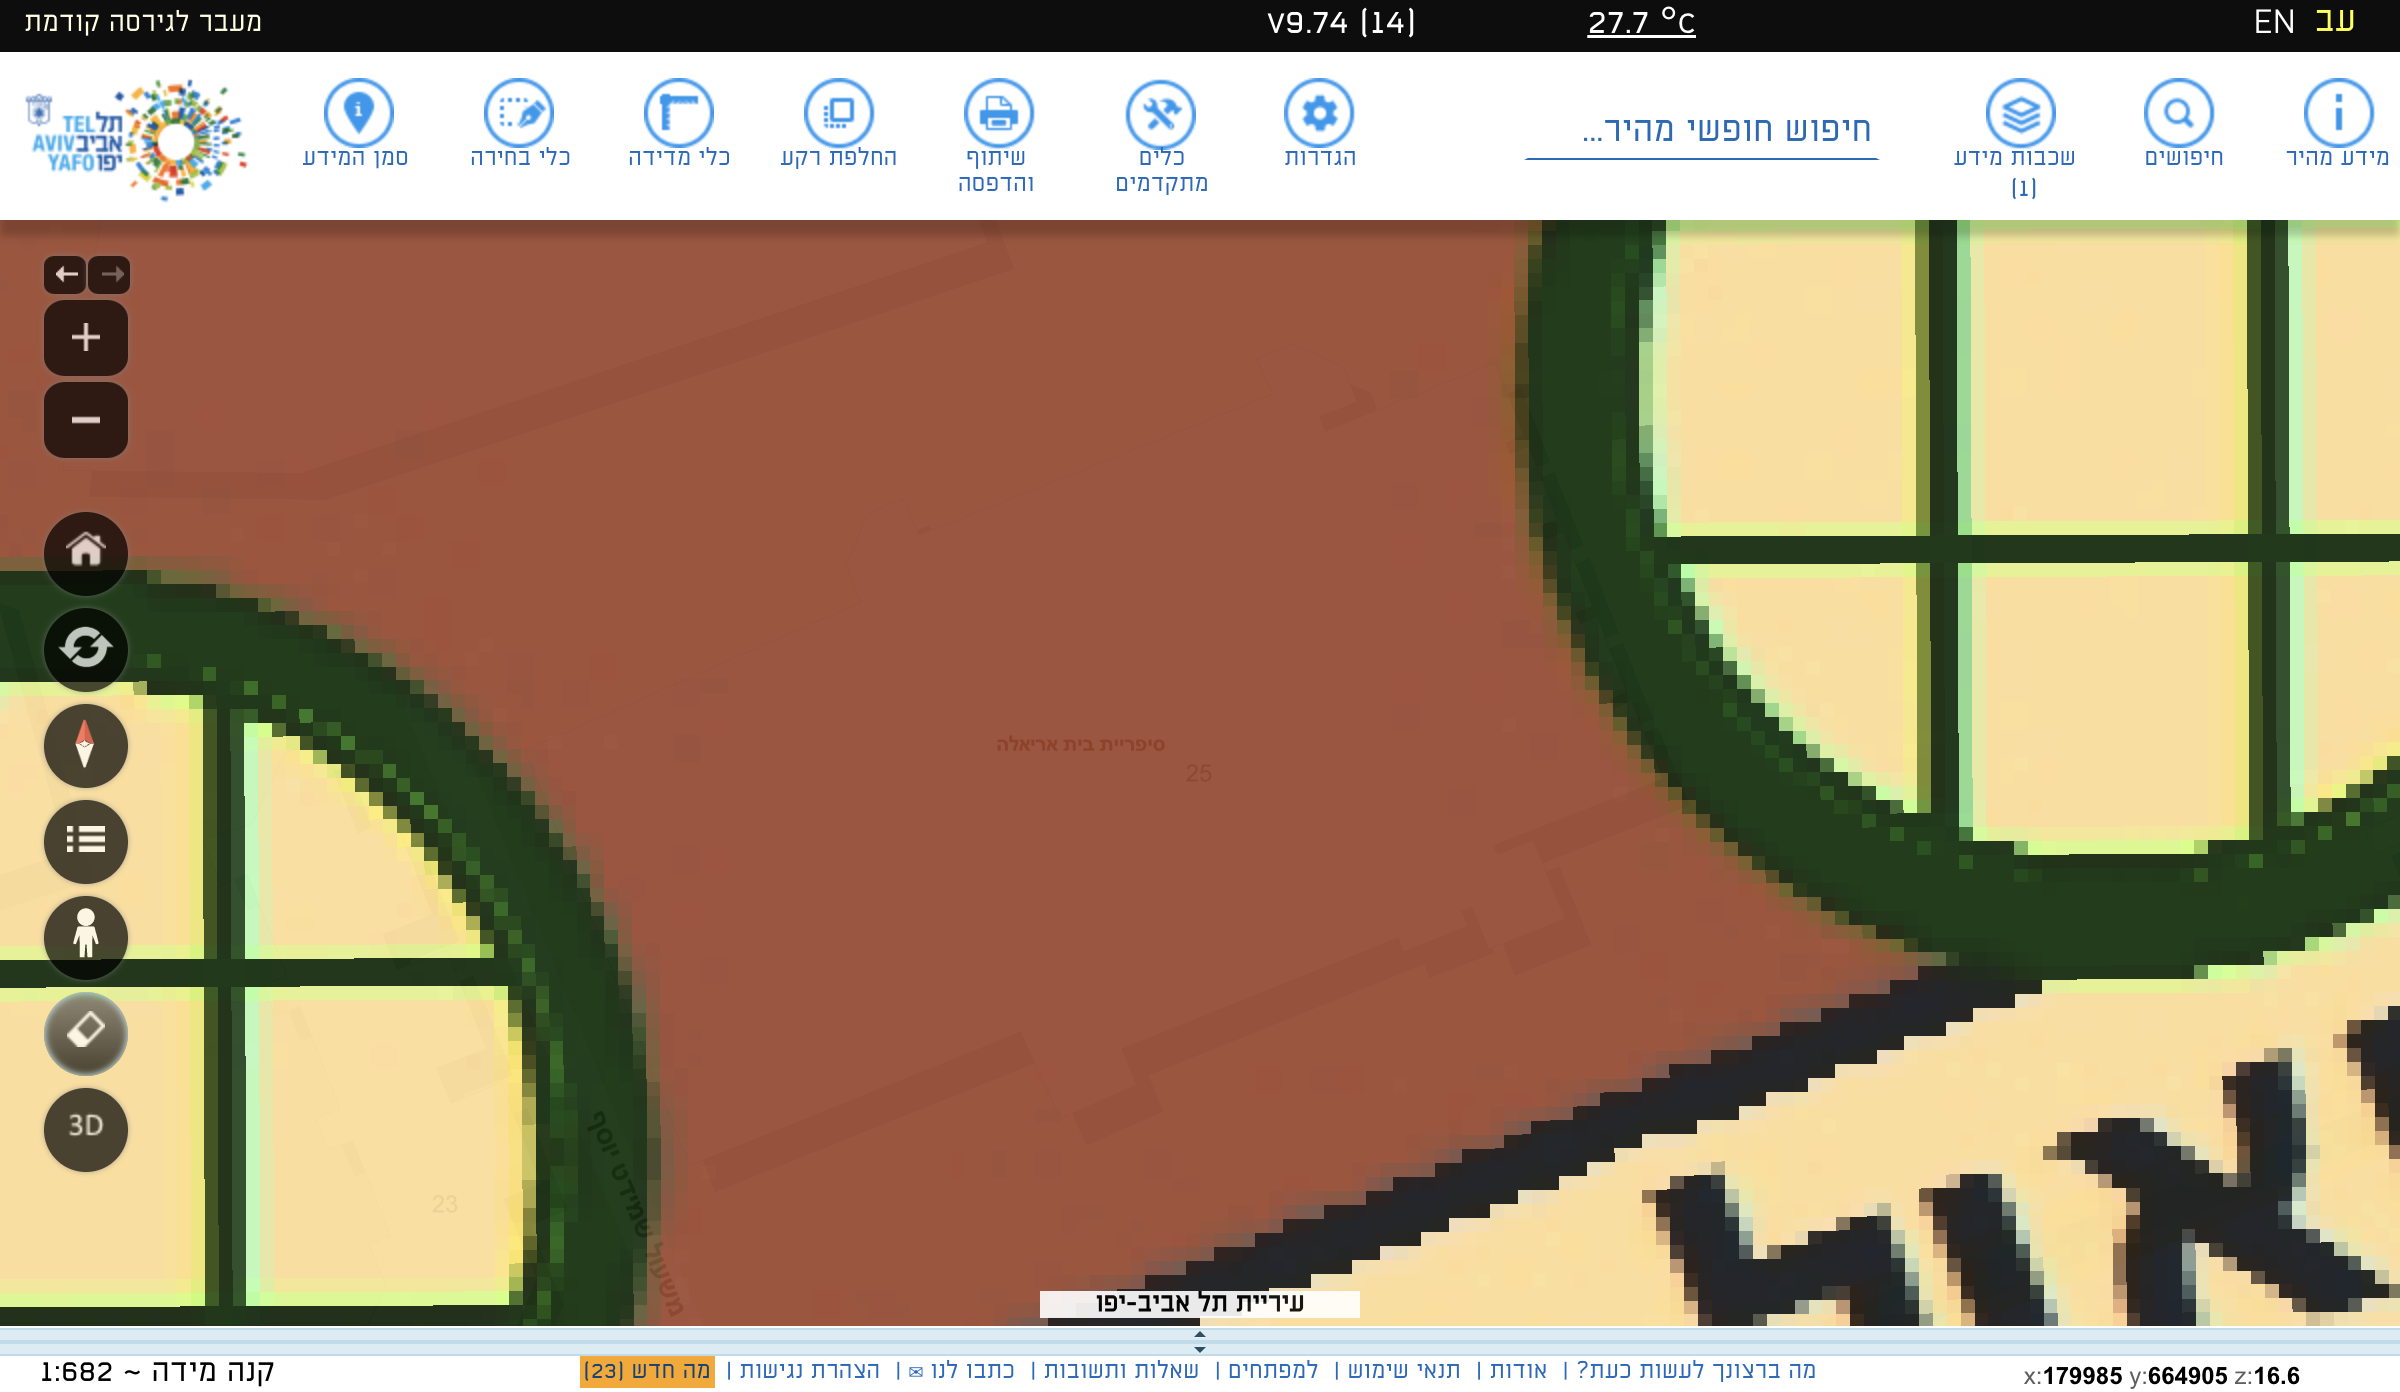 עב EN
27.7 °C
V9.74 (14)
מעבר לגירסה קודמת
מידע מהיר
חיפושים
שכבות מידע
(1)
חיפוש חופשי מהיר...
הגדרות
כלים
מתקדמים
שיתוף
והדפסה
החלפת רקע
כלי מדידה
כלי בחירה
סמן המידע
תל TEL
אביב AVIV
יפו YAFO
סיפריית בית אריאלה
25
3D
23
משעול שמידט יוסף
עיריית תל אביב-יפו
מה ברצונך לעשות כעת? | אודות | תנאי שימוש | למפתחים | שאלות ותשובות | כתבו לנו ✉ | הצהרת נגישות | מה חדש (23)
קנה מידה ~ 1:682
x:179985 y:664905 z:16.6